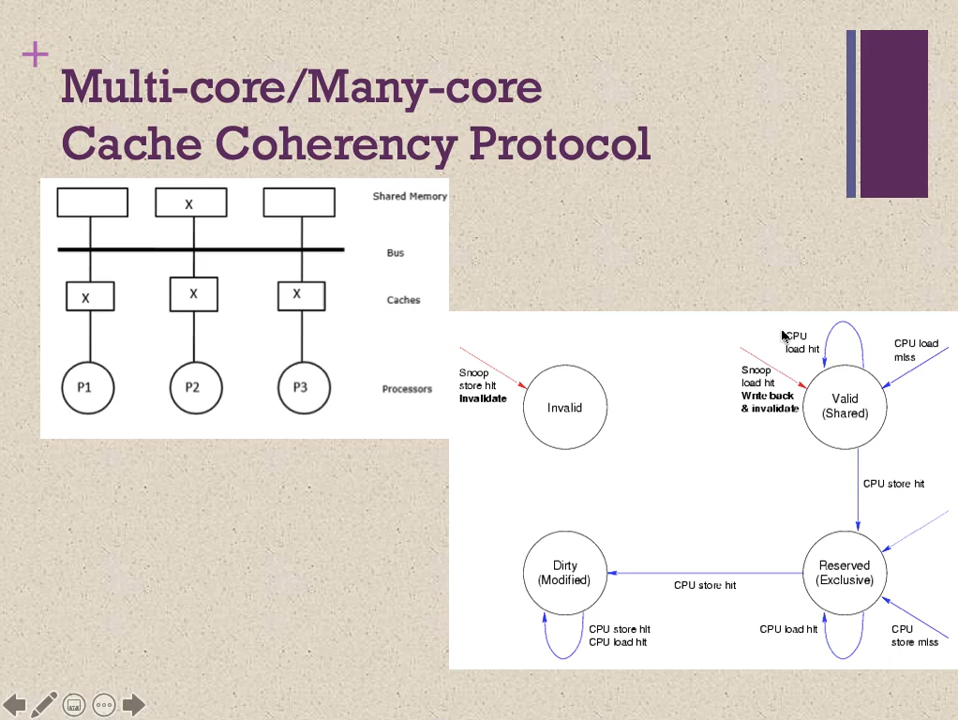 +
Multi-core/Many-core
Cache Coherency Protocol
X
Shared Memory
Bus
X
X
X
Caches
P1
P2
P3
Processors
Snoop
store hit
Invalidate
Invalid
CPU
load hit
Snoop
load hit
Write back
& invalidate
Valid
(Shared)
CPU load
miss
CPU store hit
Dirty
(Modified)
CPU store hit
Reserved
(Exclusive)
CPU store hit
CPU load hit
CPU load hit
CPU
store miss